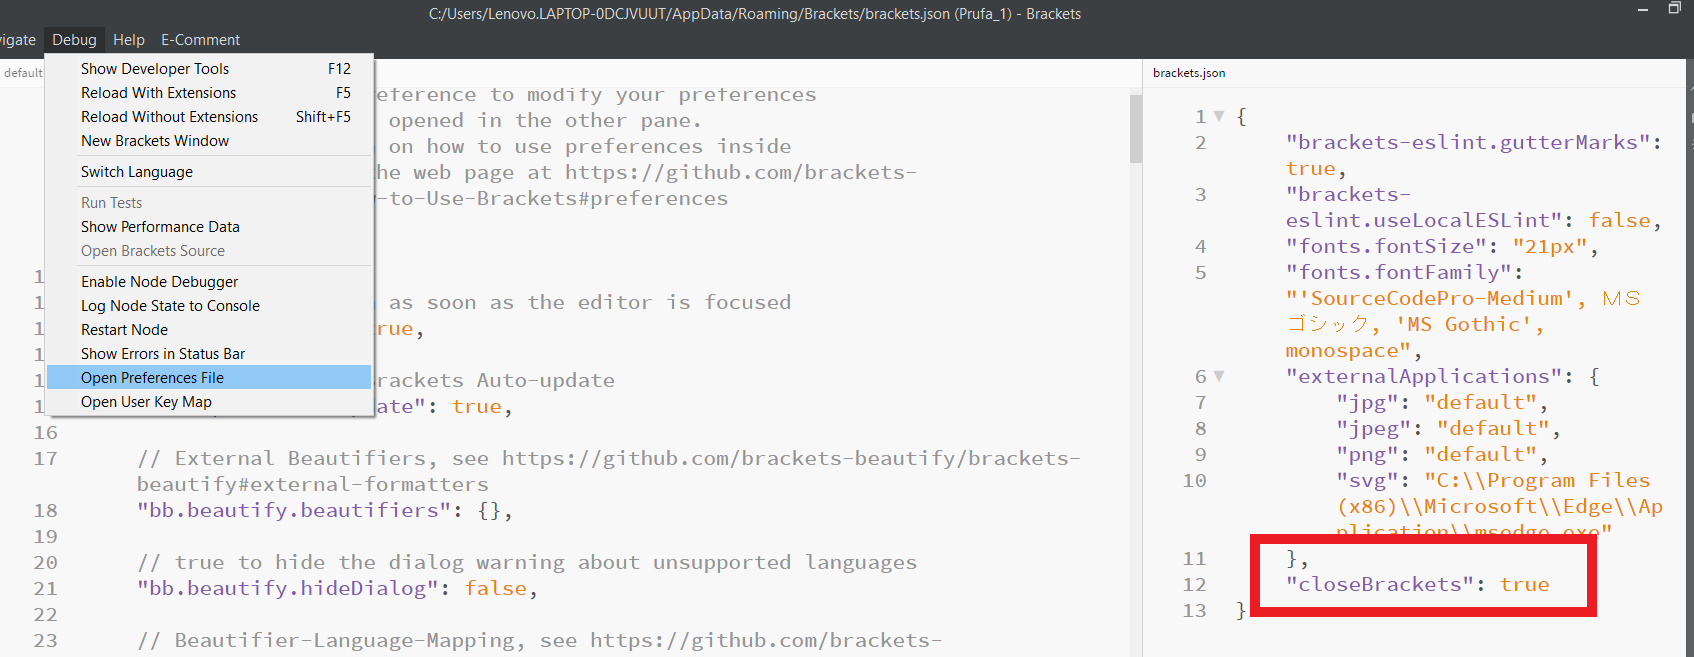 C:/Users/Lenovo.LAPTOP-0DCJVUUT/AppData/Roaming/Brackets/brackets.json (Prufa_1) - Brackets
vigate Debug Help E-Comment
Show Developer Tools F12
Reload With Extensions F5
Reload Without Extensions Shift+F5
New Brackets Window
Switch Language
Run Tests
Show Performance Data
Open Brackets Source
Enable Node Debugger
Log Node State to Console
Restart Node
Show Errors in Status Bar
Open Preferences File
Open User Key Map
default
eference to modify your preferences
opened in the other pane.
on how to use preferences inside
he web page at https://github.com/brackets-
-to-Use-Brackets#preferences
1
1 as soon as the editor is focused
1 rue,
1
1 rackets Auto-update
1 ate": true,
16
17 // External Beautifiers, see https://github.com/brackets-beautify/brackets-
beautify#external-formatters
18 "bb.beautify.beautifiers": {},
19
20 // true to hide the dialog warning about unsupported languages
21 "bb.beautify.hideDialog": false,
22
23 // Beautifier-Language-Mapping, see https://github.com/brackets-
brackets.json
1 {
2 "brackets-eslint.gutterMarks":
true,
3 "brackets-
eslint.useLocalESLint": false,
4 "fonts.fontSize": "21px",
5 "fonts.fontFamily":
"'SourceCodePro-Medium', ＭＳ
ゴシック, 'MS Gothic',
monospace",
6 "externalApplications": {
7 "jpg": "default",
8 "jpeg": "default",
9 "png": "default",
10 "svg": "C:\\Program Files
(x86)\\Microsoft\\Edge\\Ap
plication\\msedge.exe"
11 },
12 "closeBrackets": true
13 }